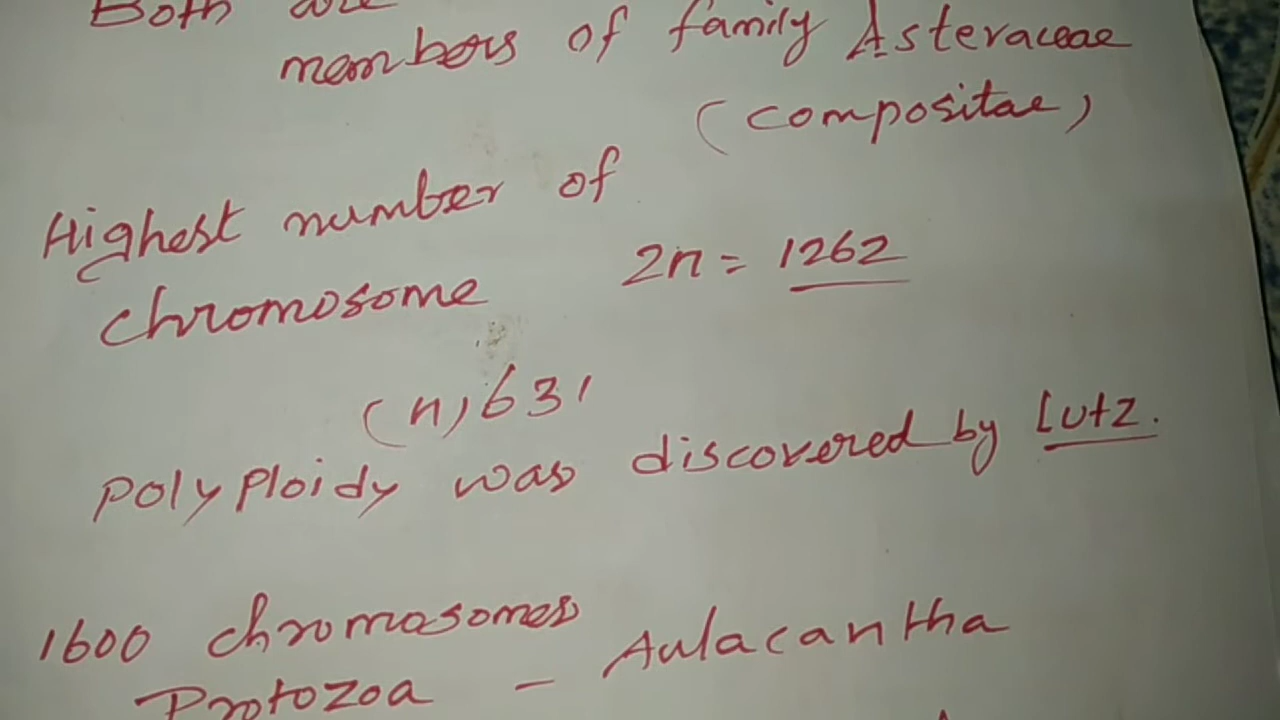 Both are
members of family Asteraceae
(compositae)
Highest number of
chromosome 2n = 1262
(n) 631
polyploidy was discovered by Lutz.
1600 chromosomes
Protozoa - Aulacantha